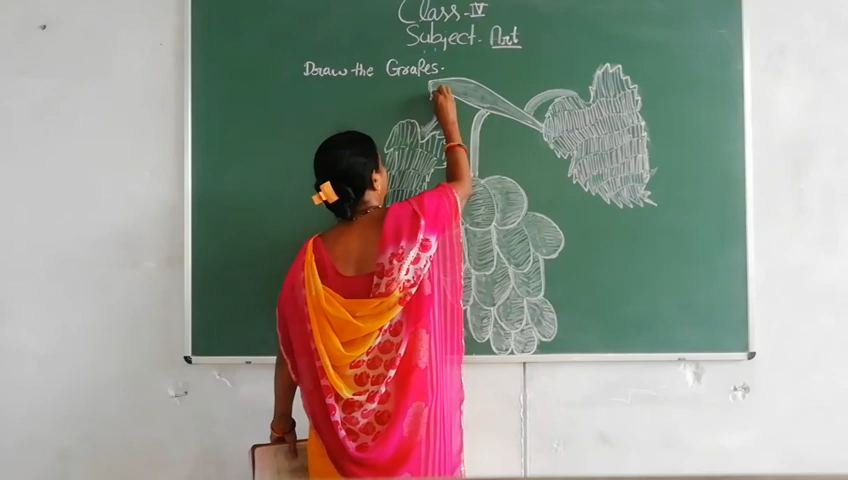 Class - IV
Subject - Art
Draw the Grapes.